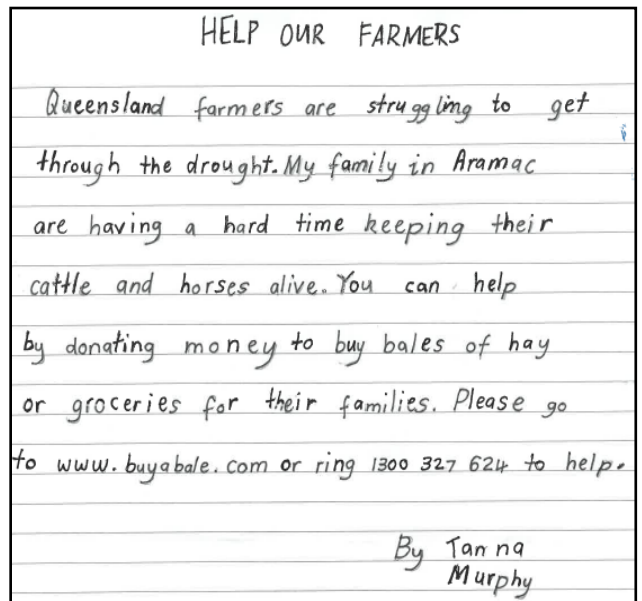 HELP OUR FARMERS
Queensland farmers are struggling to get
through the drought. My family in Aramac
are having a hard time keeping their
cattle and horses alive. You can help
by donating money to buy bales of hay
or groceries for their families. Please go
to www.buyabale.com or ring 1300 327 624 to help.
By Tanna
Murphy